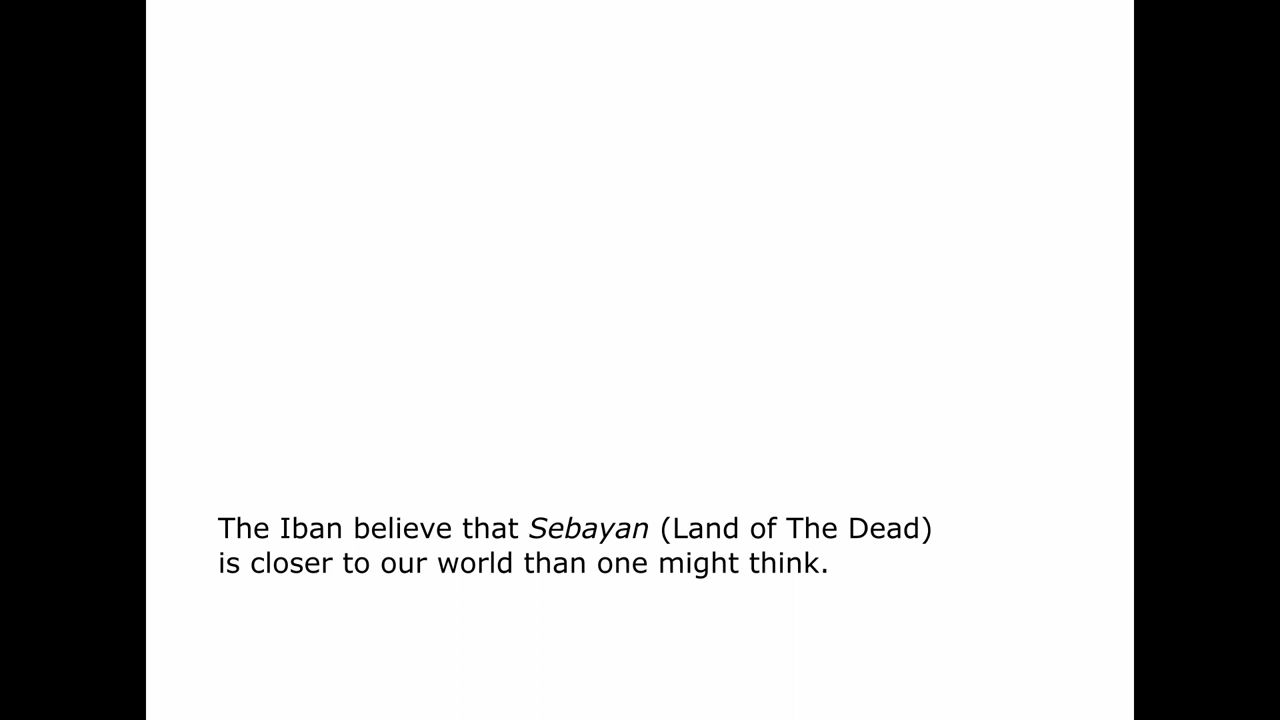 The Iban believe that Sebayan (Land of The Dead)
is closer to our world than one might think.